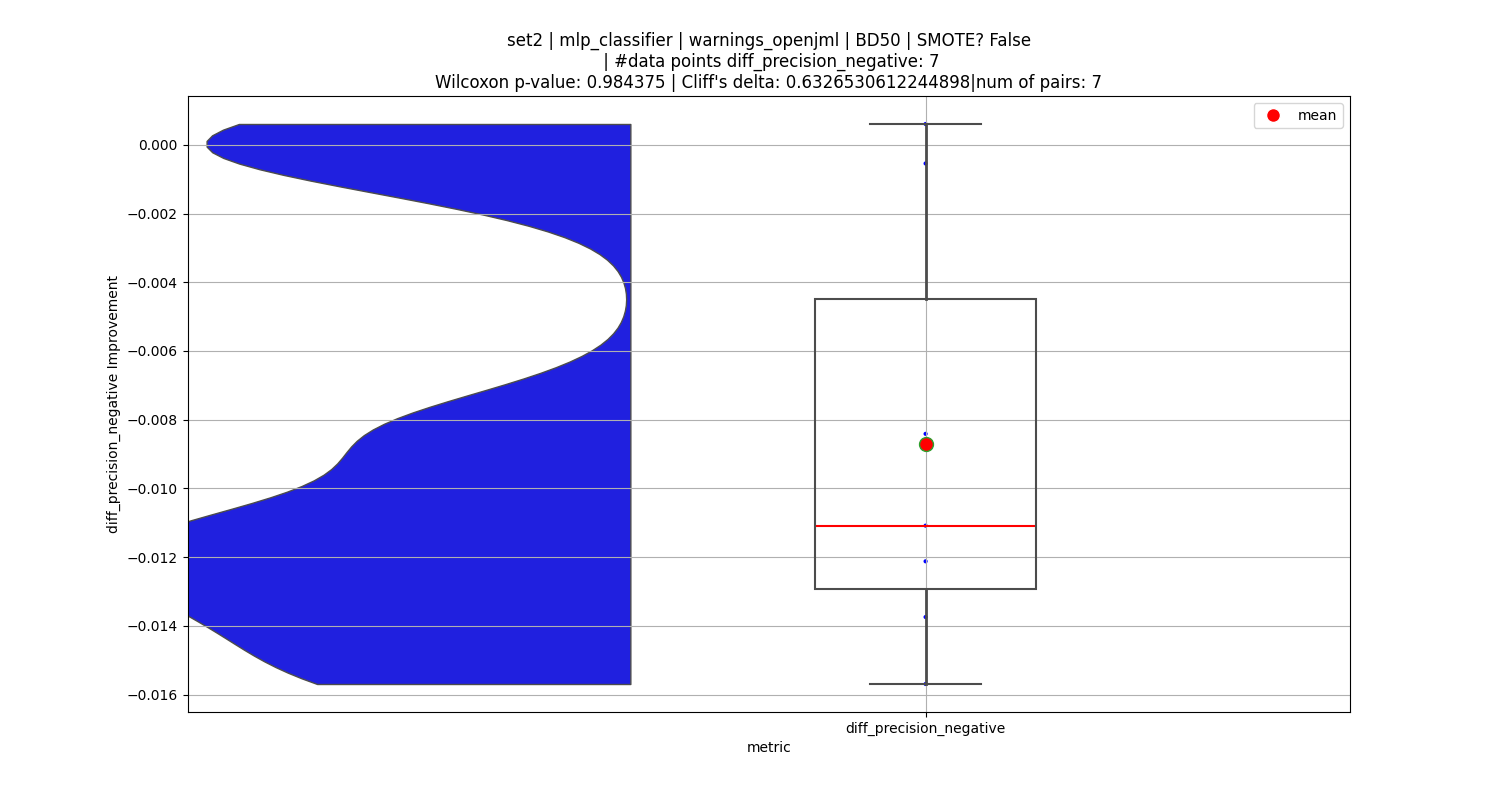 set2 | mlp_classifier | warnings_openjml | BD50 | SMOTE? False
| #data points diff_precision_negative: 7
Wilcoxon p-value: 0.984375 | Cliff's delta: 0.6326530612244898|num of pairs: 7
mean
0.000
−0.002
−0.004
−0.006
−0.008
−0.010
−0.012
−0.014
−0.016
diff_precision_negative Improvement
diff_precision_negative
metric